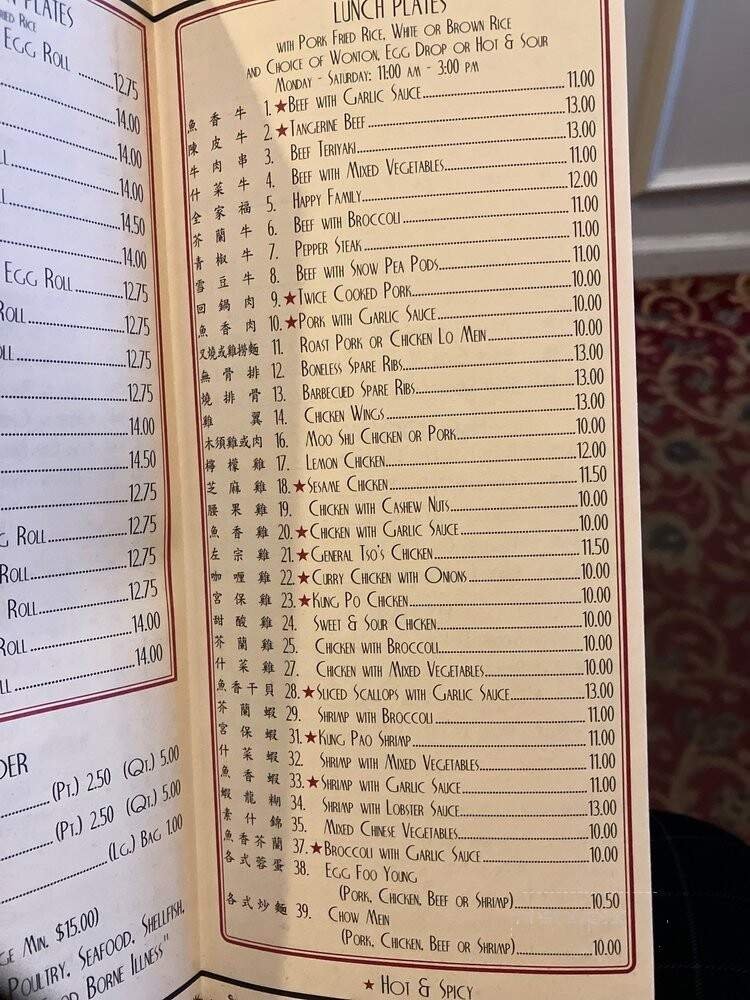 PLATES
RIED RICE
EGG ROLL ........12.75
14.00
14.00
14.00
14.50
14.00
EGG ROLL........12.75
ROLL........12.75
12.75
12.75
14.00
14.50
12.75
G ROLL........12.75
ROLL........12.75
ROLL........12.75
ROLL........14.00
LL........14.00
DER
(PT.) 2.50 (QT.) 5.00
(PT.) 2.50 (QT.) 5.00
(LG.) BAG 1.00
GE MIN. $15.00)
POULTRY, SEAFOOD, SHELLFISH,
OOD BORNE ILLNESS"
LUNCH PLATES
WITH PORK FRIED RICE, WHITE OR BROWN RICE
AND CHOICE OF WONTON, EGG DROP OR HOT & SOUR
MONDAY - SATURDAY: 11:00 AM - 3:00 PM
魚香牛 1. ★BEEF WITH GARLIC SAUCE........11.00
陳皮牛 2. ★TANGERINE BEEF........13.00
牛肉串 3. BEEF TERIYAKI........13.00
什菜牛 4. BEEF WITH MIXED VEGETABLES........11.00
全家福 5. HAPPY FAMILY........12.00
芥蘭牛 6. BEEF WITH BROCCOLI........11.00
青椒牛 7. PEPPER STEAK........11.00
雪豆牛 8. BEEF WITH SNOW PEA PODS........11.00
回鍋肉 9. ★TWICE COOKED PORK........10.00
魚香肉 10. ★PORK WITH GARLIC SAUCE........10.00
叉燒或雞撈麵 11. ROAST PORK OR CHICKEN LO MEIN........10.00
無骨排 12. BONELESS SPARE RIBS........13.00
燒排骨 13. BARBECUED SPARE RIBS........13.00
雞翼 14. CHICKEN WINGS........13.00
木須雞或肉 16. MOO SHU CHICKEN OR PORK........10.00
檸檬雞 17. LEMON CHICKEN........12.00
芝麻雞 18. ★SESAME CHICKEN........11.50
腰果雞 19. CHICKEN WITH CASHEW NUTS........10.00
魚香雞 20. ★CHICKEN WITH GARLIC SAUCE........10.00
左宗雞 21. ★GENERAL TSO'S CHICKEN........11.50
咖喱雞 22. ★CURRY CHICKEN WITH ONIONS........10.00
宮保雞 23. ★KUNG PO CHICKEN........10.00
甜酸雞 24. SWEET & SOUR CHICKEN........10.00
芥蘭雞 25. CHICKEN WITH BROCCOLI........10.00
什菜雞 27. CHICKEN WITH MIXED VEGETABLES........10.00
魚香干貝 28. ★SLICED SCALLOPS WITH GARLIC SAUCE........13.00
芥蘭蝦 29. SHRIMP WITH BROCCOLI........11.00
宮保蝦 31. ★KUNG PAO SHRIMP........11.00
什菜蝦 32. SHRIMP WITH MIXED VEGETABLES........11.00
魚香蝦 33. ★SHRIMP WITH GARLIC SAUCE........11.00
蝦龍糊 34. SHRIMP WITH LOBSTER SAUCE........13.00
素什錦 35. MIXED CHINESE VEGETABLES........10.00
魚香芥蘭 37. ★BROCCOLI WITH GARLIC SAUCE........10.00
各式蓉蛋 38. EGG FOO YOUNG
(PORK, CHICKEN, BEEF OR SHRIMP)........10.50
各式炒麵 39. CHOW MEIN
(PORK, CHICKEN, BEEF OR SHRIMP)........10.00
★ HOT & SPICY